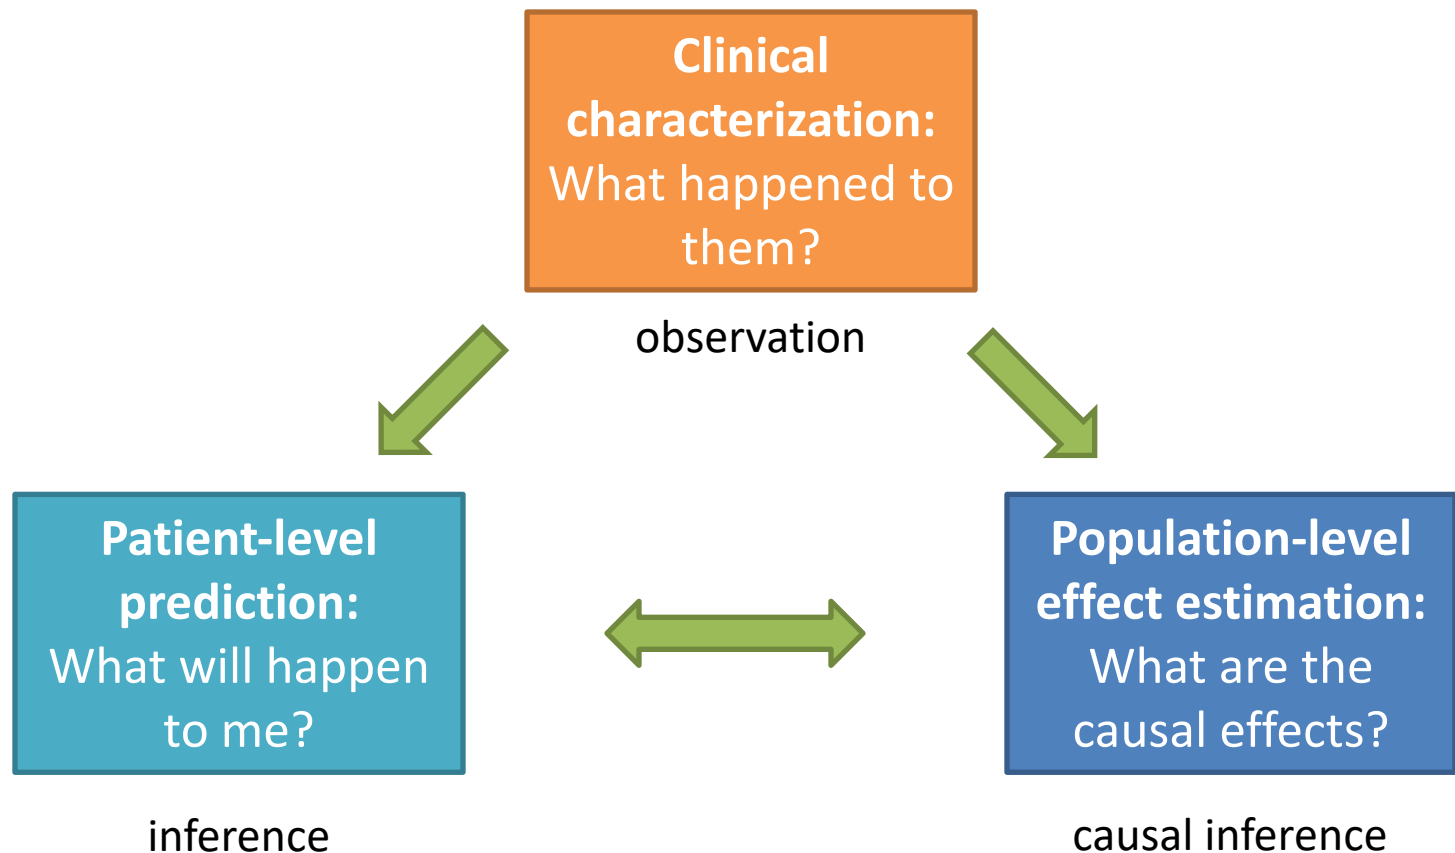 Clinical
characterization:
What happened to
them?
observation
Patient-level
prediction:
What will happen
to me?
inference
Population-level
effect estimation:
What are the
causal effects?
causal inference